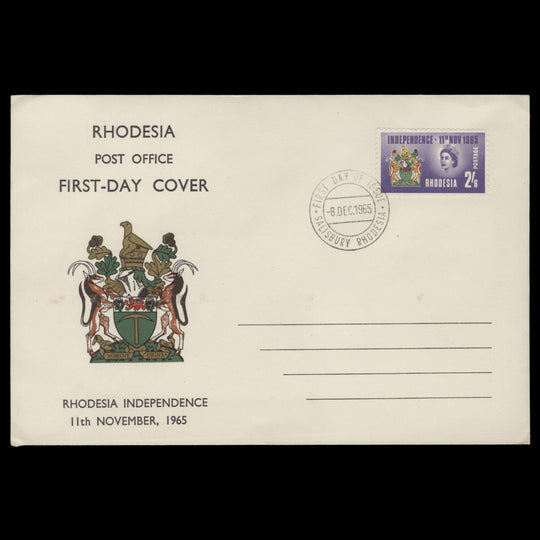 RHODESIA
POST OFFICE
FIRST-DAY COVER
INDEPENDENCE · 11TH NOV 1965
POSTAGE
RHODESIA
2/6
· FIRST DAY OF ISSUE ·
-8.DEC.1965
SALISBURY RHODESIA
RHODESIA INDEPENDENCE
11th NOVEMBER, 1965